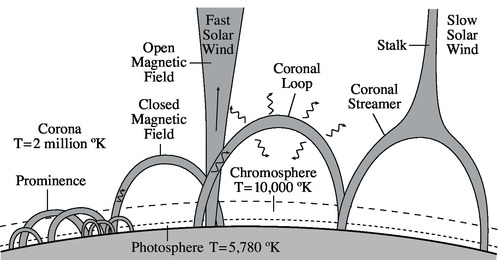 Fast
Solar
Wind
Slow
Solar
Wind
Open
Magnetic
Field
Stalk
Coronal
Loop
Coronal
Streamer
Closed
Magnetic
Field
Corona
T=2 million ºK
Prominence
Chromosphere
T=10,000 ºK
Photosphere T=5,780 ºK